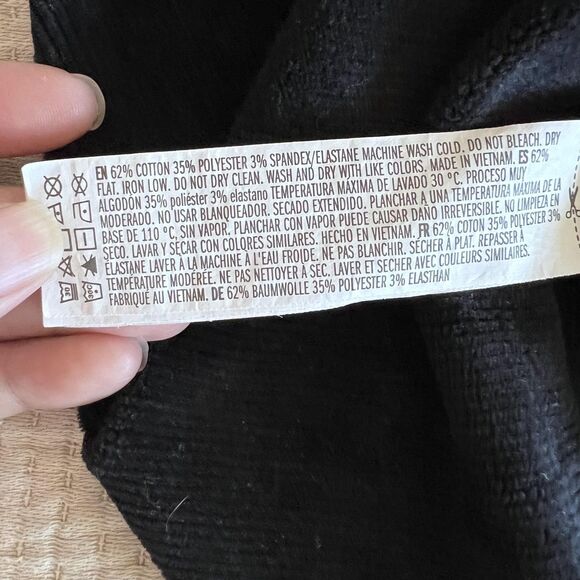 EN 62% COTTON 35% POLYESTER 3% SPANDEX/ELASTANE MACHINE WASH COLD. DO NOT BLEACH. DRY
FLAT. IRON LOW. DO NOT DRY CLEAN. WASH AND DRY WITH LIKE COLORS. MADE IN VIETNAM. ES 62%
ALGODÓN 35% poliéster 3% elastano TEMPERATURA MÁXIMA DE LAVADO 30 °C. PROCESO MUY
MODERADO. NO USAR BLANQUEADOR. SECADO EXTENDIDO. PLANCHAR A UNA TEMPERATURA MÁXIMA DE LA
BASE DE 110 °C, SIN VAPOR. PLANCHAR CON VAPOR PUEDE CAUSAR DAÑO IRREVERSIBLE. NO LIMPIEZA EN
SECO. LAVAR Y SECAR CON COLORES SIMILARES. HECHO EN VIETNAM. FR 62% COTON 35% POLYESTER 3%
ELASTANE LAVER À LA MACHINE À L'EAU FROIDE. NE PAS BLANCHIR. SÉCHER À PLAT. REPASSER À
TEMPÉRATURE MODÉRÉE. NE PAS NETTOYER À SEC. LAVER ET SECHER AVEC COULEURS SIMILAIRES.
FABRIQUÉ AU VIETNAM. DE 62% BAUMWOLLE 35% POLYESTER 3% ELASTHAN